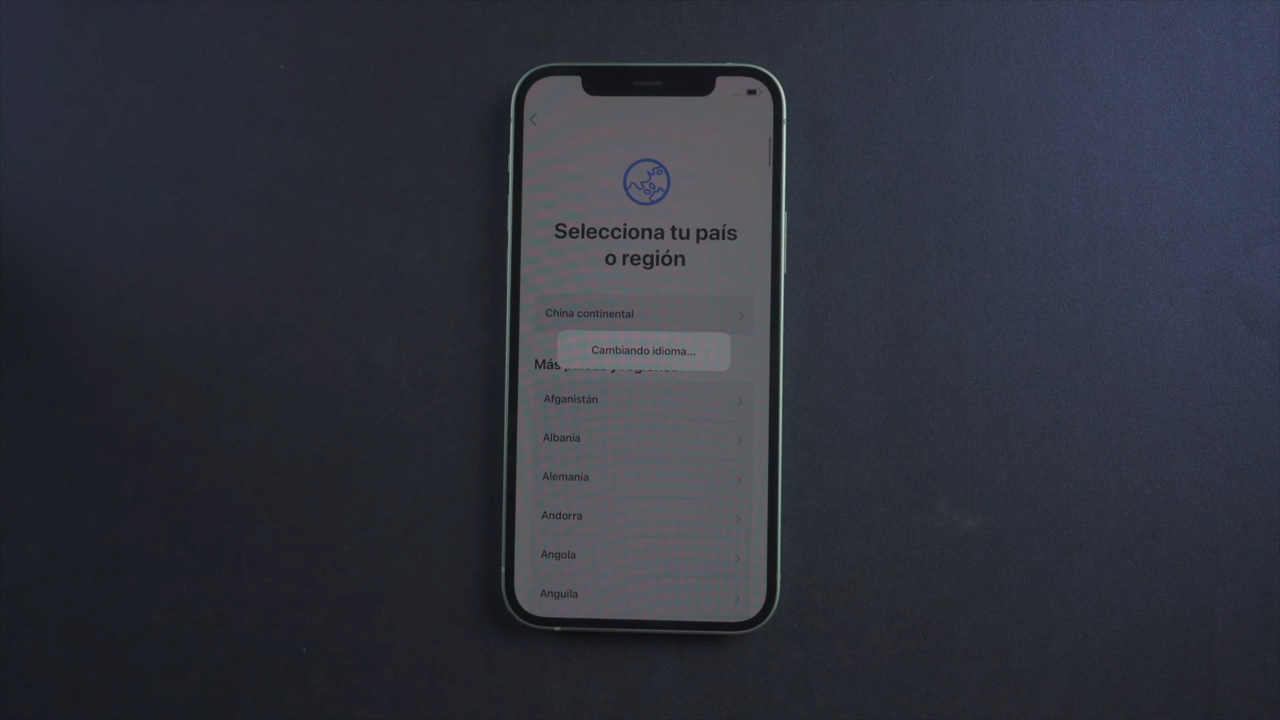 Selecciona tu país
o región
China continental
Cambiando idioma...
Más países y regiones
Afganistán
Albania
Alemania
Andorra
Angola
Anguila